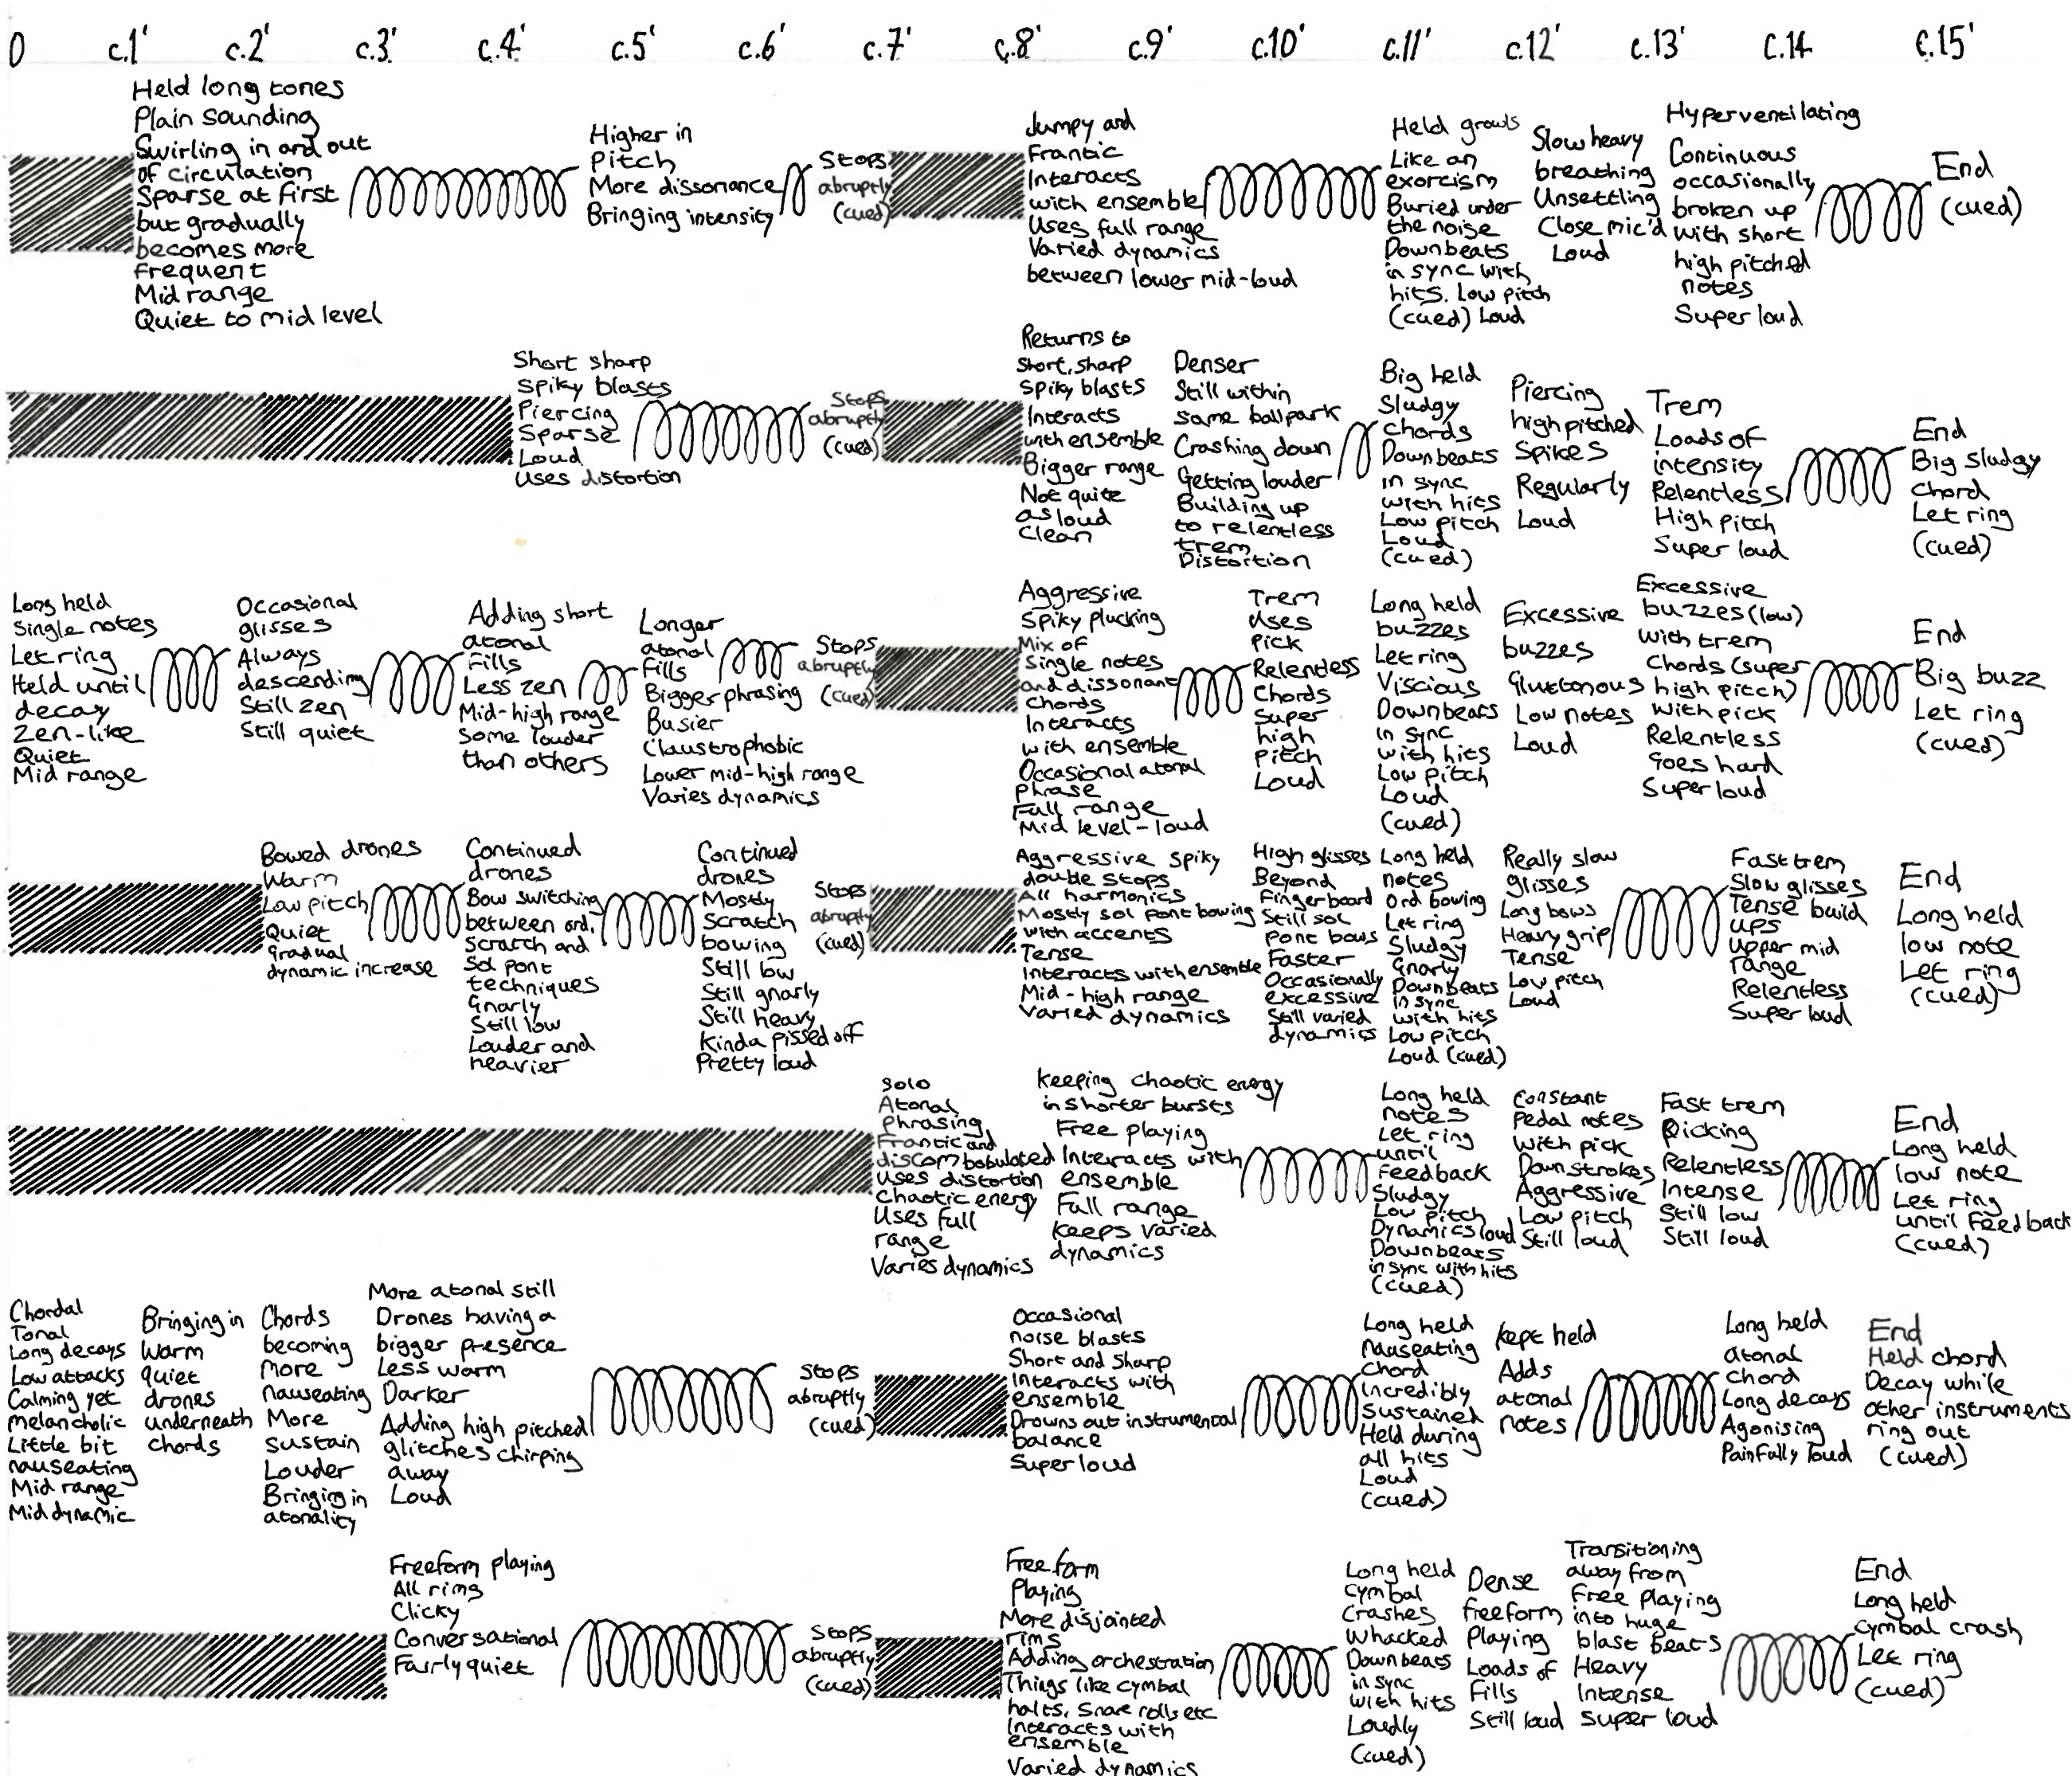 0 c.1' c.2' c.3' c.4' c.5' c.6' c.7' c.8' c.9' c.10' c.11' c.12' c.13' c.14 c.15'
Held long tones
Plain sounding
Swirling in and out
of circulation
Sparse at first
but gradually
becomes more
frequent
Mid range
Quiet to mid level
Higher in
Pitch
More dissonance
Bringing intensity
Stops
abruptly
(cued)
Jumpy and
Frantic
Interacts
with ensemble
Uses full range
Varied dynamics
between lower mid-loud
Held growls
Like an
exorcism
Buried under
the noise
Downbeats
in sync with
hits. Low pitch
(cued) Loud
Slow heavy
breathing
Unsettling
Close mic'd
Loud
Hyperventilating
Continuous
occasionally
broken up
with short
high pitched
notes
Super loud
End
(cued)
Short sharp
Spiky blasts
Piercing
Sparse
Loud
Uses distortion
Stops
abruptly
(cued)
Returns to
Short, sharp
Spiky blasts
Interacts
with ensemble
Bigger range
Not quite
as loud
Clean
Denser
Still within
same ballpark
Crashing down
Getting louder
Building up
to relentless
trem
Distortion
Big held
Sludgy
Chords
Downbeats
in sync
with hits
Low pitch
Loud
(cued)
Piercing
high pitched
Spikes
Regularly
Loud
Trem
Loads of
intensity
Relentless
High pitch
Super loud
End
Big sludgy
Chord
Let ring
(cued)
Long held
Single notes
Let ring
Held until
decay
Zen-like
Quiet
Mid range
Occasional
glisses
Always
descending
Still zen
Still quiet
Adding short
atonal
fills
Less zen
Mid-high range
Some louder
than others
Longer
atonal
fills
Bigger phrasing
Busier
Claustrophobic
Lower mid-high range
Varies dynamics
Stops
abruptly
(cued)
Aggressive
Spiky plucking
Mix of
Single notes
and dissonant
chords
Interacts
with ensemble
Occasional atonal
phrase
Full range
Mid level-loud
Trem
Uses
Pick
Relentless
Chords
Super
high
pitch
Loud
Long held
buzzes
Let ring
Viscious
Downbeats
in sync
with hits
Low pitch
Loud
(cued)
Excessive
buzzes
Gluttonous
Low notes
Loud
Excessive
buzzes (low)
with trem
Chords (super
high pitch)
With pick
Relentless
Goes hard
Super loud
End
Big buzz
Let ring
(cued)
Bowed drones
Warm
Low pitch
Quiet
Gradual
dynamic increase
Continued
drones
Bow switching
between ord,
scratch and
sol pont
techniques
Gnarly
Still low
Louder and
heavier
Continued
drones
Mostly
Scratch
bowing
Still low
Still gnarly
Still heavy
Kinda pissed off
Pretty loud
Stops
abruptly
(cued)
Aggressive spiky
double stops
All harmonics
Mostly sol pont bowing
with accents
Tense
Interacts with ensemble
Mid-high range
Varied dynamics
High glisses
Beyond
Fingerboard
Still sol
pont bows
Faster
Occasionally
excessive
Still varied
dynamics
Long held
notes
Ord bowing
Let ring
Sludgy
Gnarly
Downbeats
in sync
with hits
Low pitch
Loud (cued)
Really slow
glisses
Long bows
Heavy grip
Tense
Low pitch
Loud
Fast trem
Slow glisses
Tense build
ups
Upper mid
range
Relentless
Super loud
End
Long held
low note
Let ring
(cued)
Solo
Atonal
phrasing
Frantic and
discombobulated
Uses distortion
Chaotic energy
Uses full
range
Varies dynamics
Keeping chaotic energy
in shorter bursts
Free playing
Interacts with
ensemble
Full range
Keeps varied
dynamics
Long held
notes
Let ring
until
Feedback
Sludgy
Low pitch
Dynamics loud
Downbeats
in sync with hits
(cued)
Constant
Pedal notes
With pick
Downstrokes
Aggressive
Low pitch
Still loud
Fast trem
Picking
Relentless
Intense
Still low
Still loud
End
Long held
low note
Let ring
until feedback
(cued)
Chordal
Tonal
Long decays
Low attacks
Calming yet
melancholic
Little bit
nauseating
Mid range
Mid dynamic
Bringing in
warm
quiet
drones
underneath
chords
Chords
becoming
more
nauseating
More
sustain
Louder
Bringing in
atonality
More atonal still
Drones having a
bigger presence
Less warm
Darker
Adding high pitched
glitches chirping
away
Loud
Stops
abruptly
(cued)
Occasional
noise blasts
Short and sharp
Interacts with
ensemble
Drowns out instrumental
balance
Super loud
Long held
Nauseating
Chord
Incredibly
Sustained
Held during
all hits
Loud
(cued)
Kept held
Adds
atonal
notes
Long held
atonal
chord
Long decays
Agonising
Painfully loud
End
Held chord
Decay while
other instruments
ring out
(cued)
Freeform playing
All rims
Clicky
Conversational
Fairly quiet
Stops
abruptly
(cued)
Free form
Playing
More disjointed
rims
Adding orchestration
Things like cymbal
halts, Snare rolls etc
Interacts with
ensemble
Varied dynamics
Long held
Cymbal
Crashes
Whacked
Downbeats
in sync
with hits
Loudly
(cued)
Dense
freeform
Playing
Loads of
Fills
Still loud
Transitioning
away from
Free playing
into huge
blast beats
Heavy
Intense
Super loud
End
Long held
cymbal crash
Let ring
(cued)